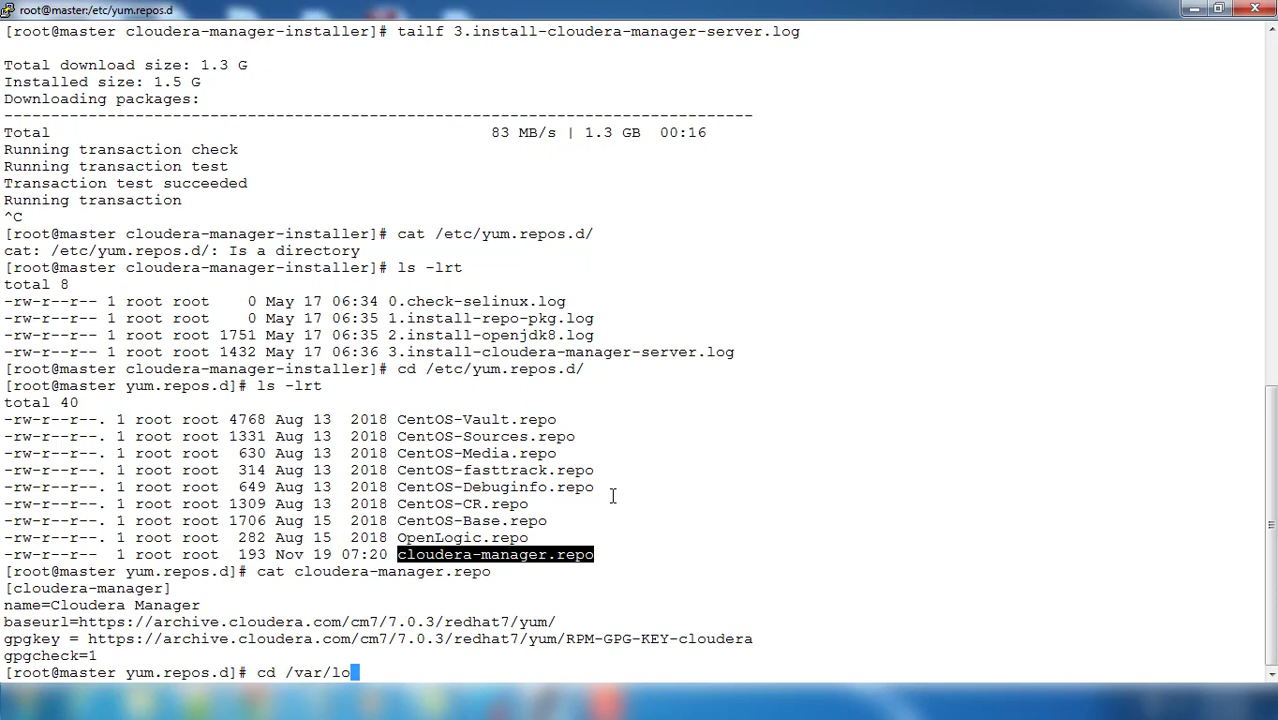 root@master:/etc/yum.repos.d
[root@master cloudera-manager-installer]# tailf 3.install-cloudera-manager-server.log
Total download size: 1.3 G
Installed size: 1.5 G
Downloading packages:
--------------------------------------------------------------------------------
Total                                              83 MB/s | 1.3 GB  00:16
Running transaction check
Running transaction test
Transaction test succeeded
Running transaction
^C
[root@master cloudera-manager-installer]# cat /etc/yum.repos.d/
cat: /etc/yum.repos.d/: Is a directory
[root@master cloudera-manager-installer]# ls -lrt
total 8
-rw-r--r-- 1 root root    0 May 17 06:34 0.check-selinux.log
-rw-r--r-- 1 root root    0 May 17 06:35 1.install-repo-pkg.log
-rw-r--r-- 1 root root 1751 May 17 06:35 2.install-openjdk8.log
-rw-r--r-- 1 root root 1432 May 17 06:36 3.install-cloudera-manager-server.log
[root@master cloudera-manager-installer]# cd /etc/yum.repos.d/
[root@master yum.repos.d]# ls -lrt
total 40
-rw-r--r--. 1 root root 4768 Aug 13  2018 CentOS-Vault.repo
-rw-r--r--. 1 root root 1331 Aug 13  2018 CentOS-Sources.repo
-rw-r--r--. 1 root root  630 Aug 13  2018 CentOS-Media.repo
-rw-r--r--. 1 root root  314 Aug 13  2018 CentOS-fasttrack.repo
-rw-r--r--. 1 root root  649 Aug 13  2018 CentOS-Debuginfo.repo
-rw-r--r--. 1 root root 1309 Aug 13  2018 CentOS-CR.repo
-rw-r--r--. 1 root root 1706 Aug 15  2018 CentOS-Base.repo
-rw-r--r--. 1 root root  282 Aug 15  2018 OpenLogic.repo
-rw-r--r--  1 root root  193 Nov 19 07:20 cloudera-manager.repo
[root@master yum.repos.d]# cat cloudera-manager.repo
[cloudera-manager]
name=Cloudera Manager
baseurl=https://archive.cloudera.com/cm7/7.0.3/redhat7/yum/
gpgkey = https://archive.cloudera.com/cm7/7.0.3/redhat7/yum/RPM-GPG-KEY-cloudera
gpgcheck=1
[root@master yum.repos.d]# cd /var/lo